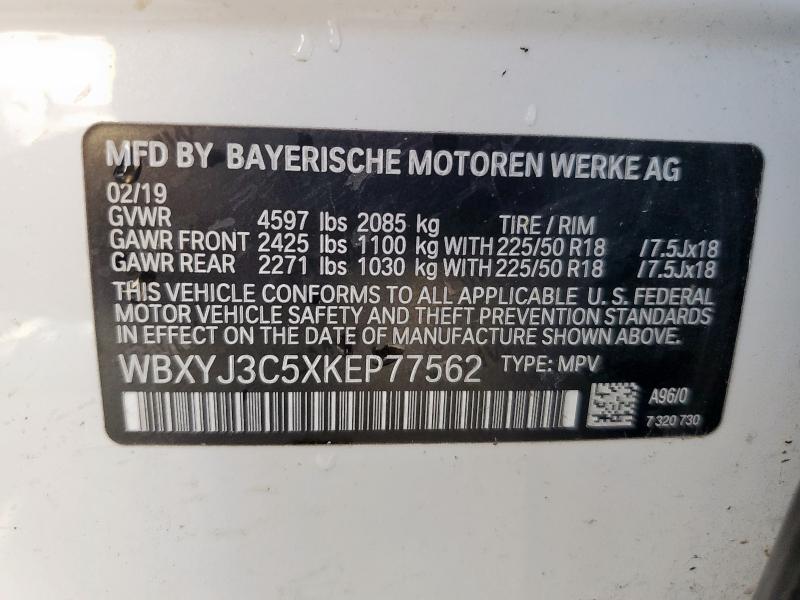 MFD BY BAYERISCHE MOTOREN WERKE AG
02/19
GVWR 4597 lbs 2085 kg TIRE / RIM
GAWR FRONT 2425 lbs 1100 kg WITH 225/50 R18 /7.5Jx18
GAWR REAR 2271 lbs 1030 kg WITH 225/50 R18 /7.5Jx18
THIS VEHICLE CONFORMS TO ALL APPLICABLE U. S. FEDERAL
MOTOR VEHICLE SAFETY AND THEFT PREVENTION STANDARDS
IN EFFECT ON THE DATE OF MANUFACTURE SHOWN ABOVE.
WBXYJ3C5XKEP77562 TYPE: MPV
A96/0
7 320 730